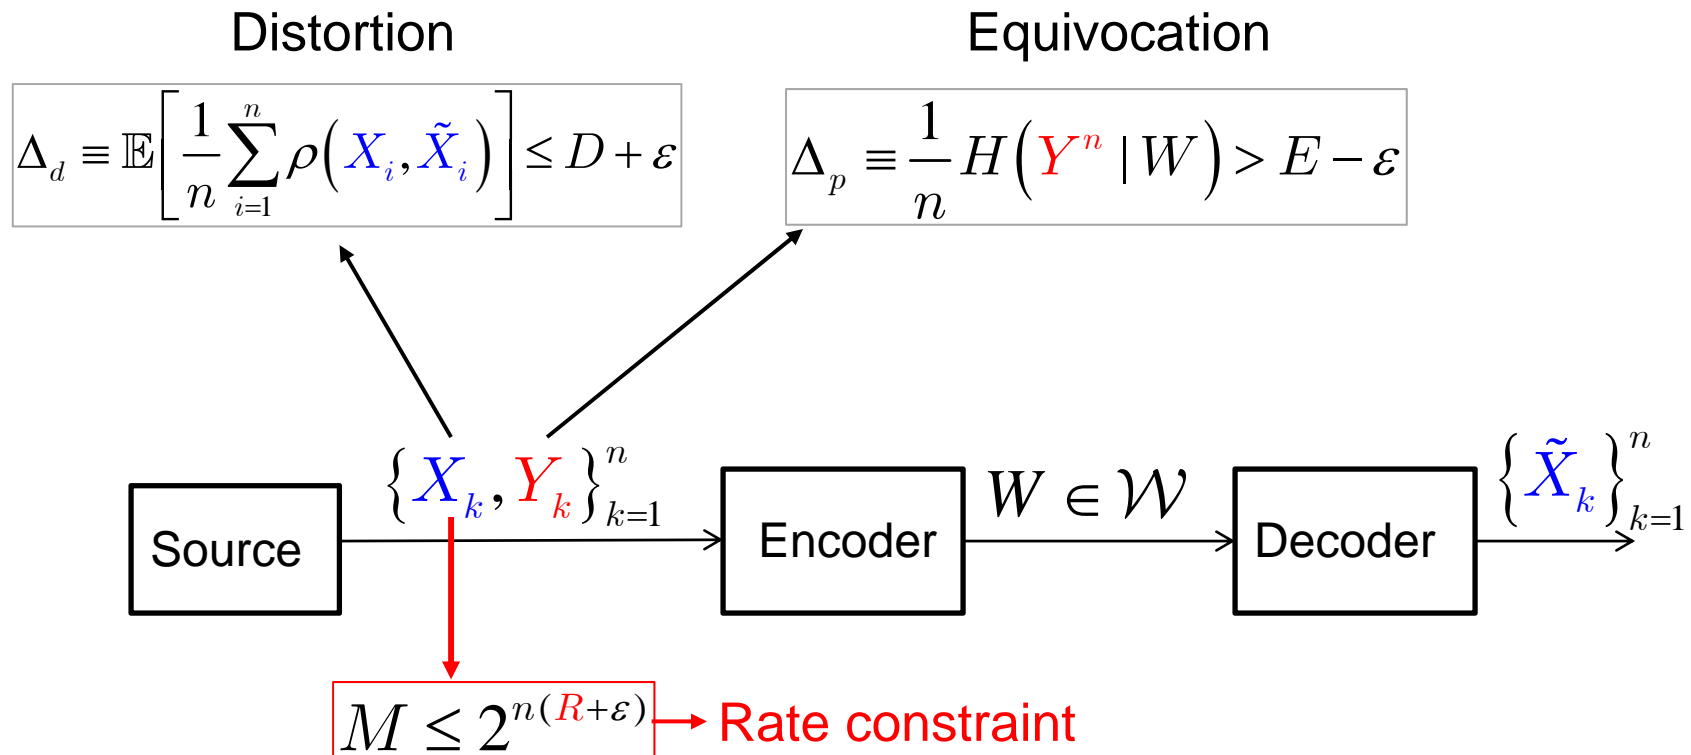 Distortion
Equivocation
Δ_d ≡ 𝔼[ (1/n) ∑_{i=1}^{n} ρ(X_i, X̃_i) ] ≤ D + ε
Δ_p ≡ (1/n) H(Y^n | W) > E − ε
{X_k, Y_k}_{k=1}^{n}
W ∈ 𝒲
{X̃_k}_{k=1}^{n}
Source
Encoder
Decoder
M ≤ 2^{n(R+ε)}
Rate constraint